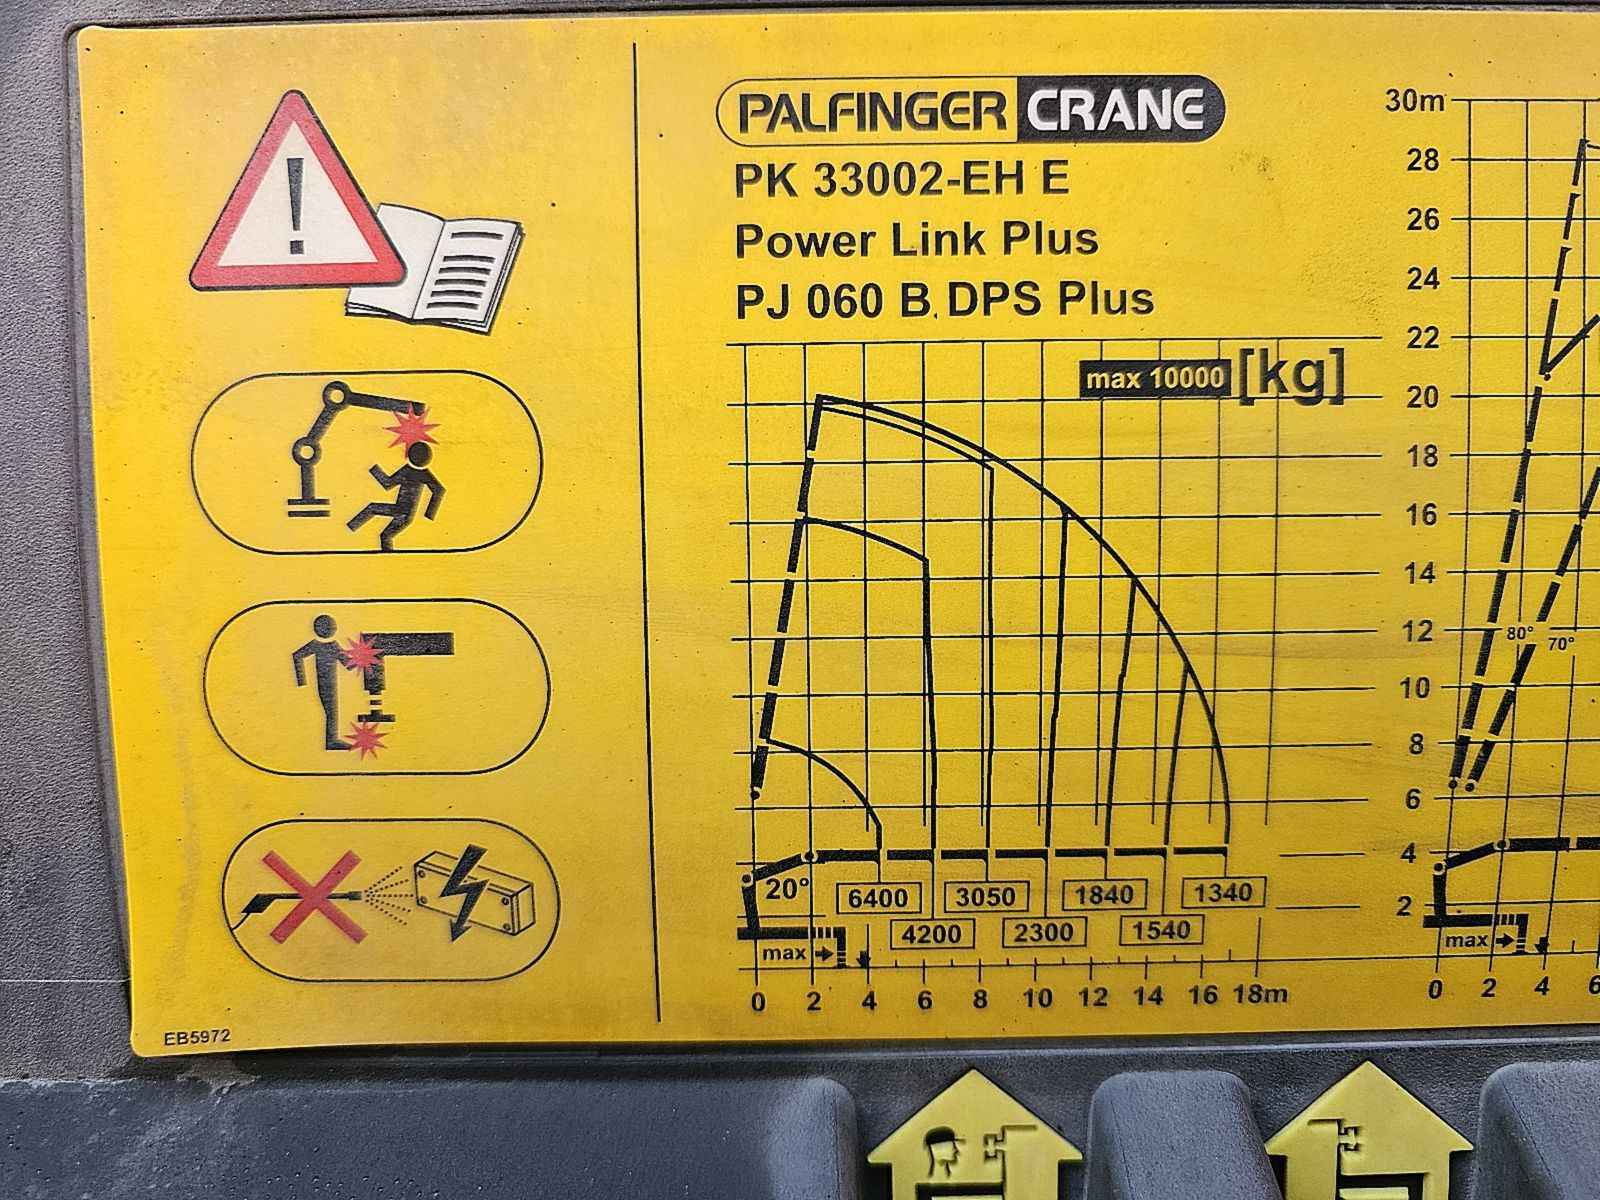 !
PALFINGER CRANE
PK 33002-EH E
Power Link Plus
PJ 060 B DPS Plus
max 10000 [kg]
20°
6400 3050 1840 1340
4200 2300 1540
max
0 2 4 6 8 10 12 14 16 18m
30m
28
26
24
22
20
18
16
14
12
10
8
6
4
2
80° 70°
max
0 2 4 6
EB5972